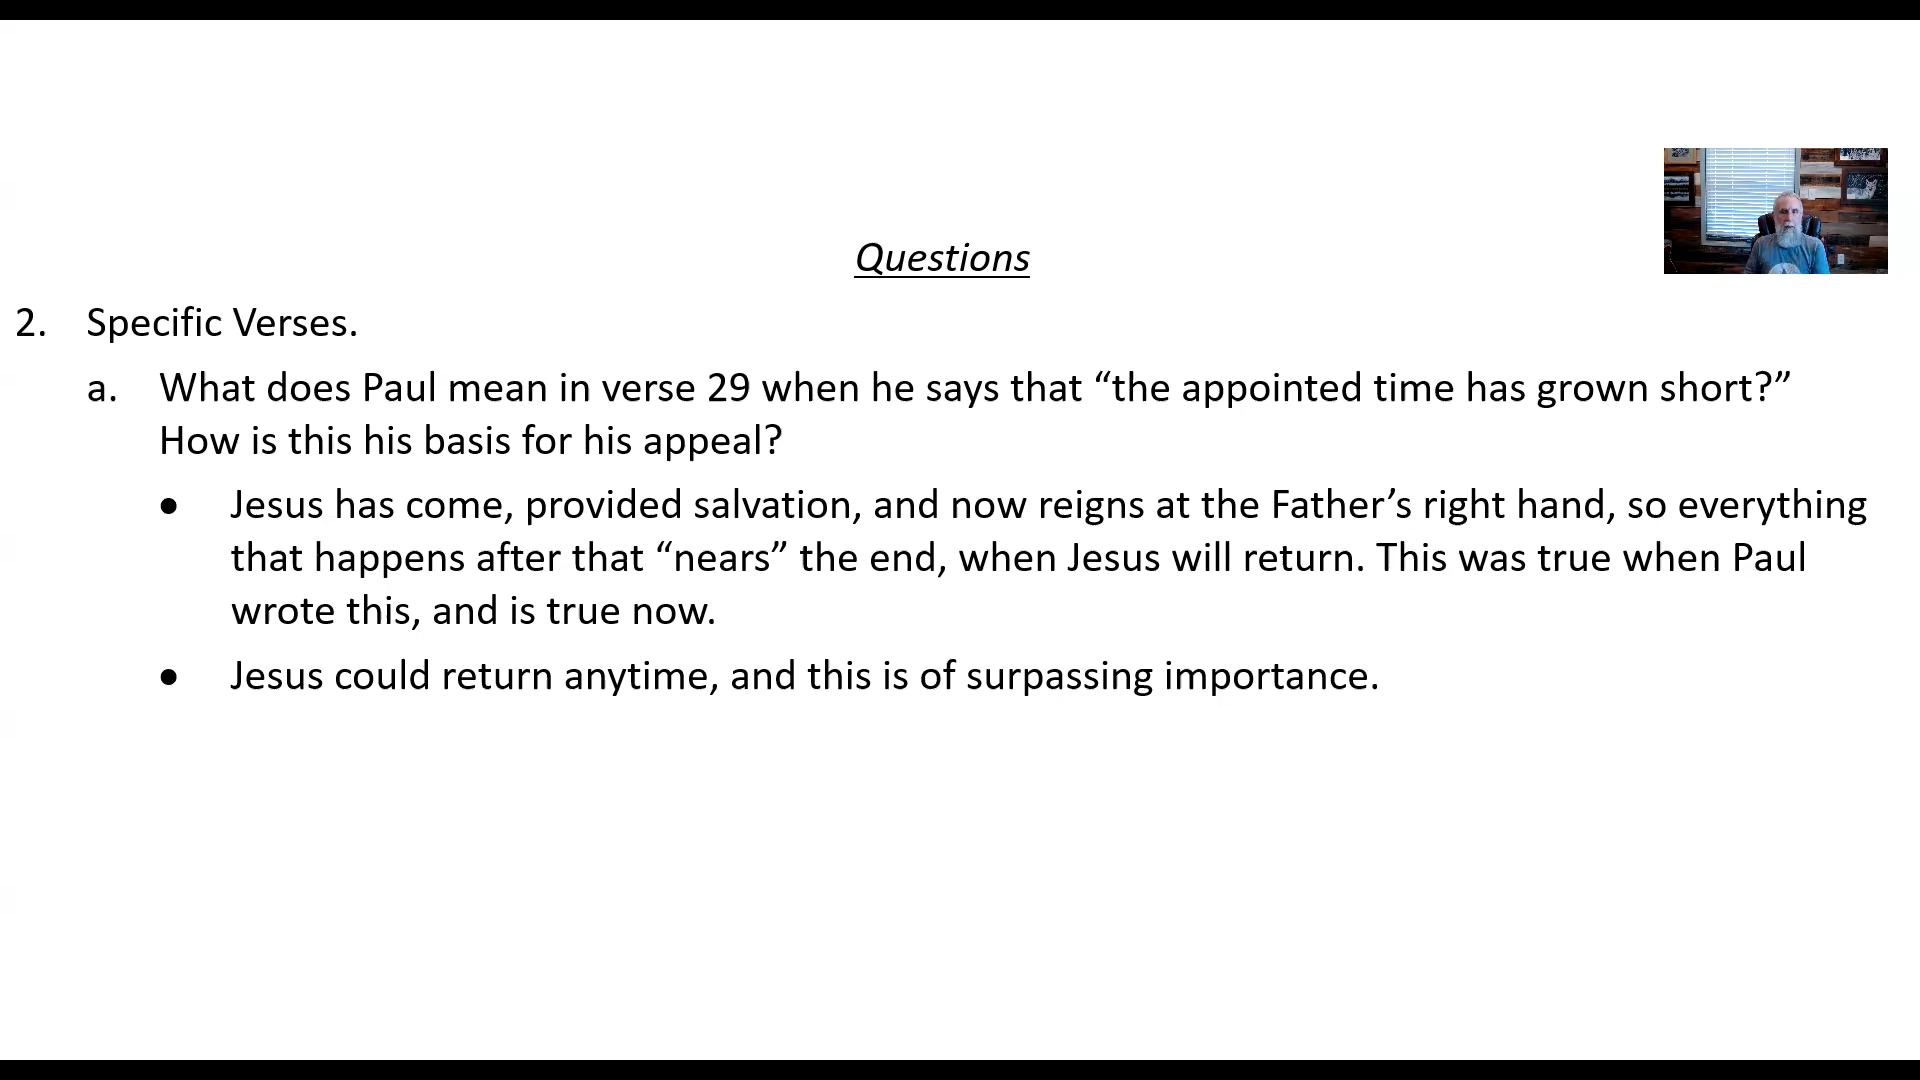 Questions
2. Specific Verses.
a. What does Paul mean in verse 29 when he says that “the appointed time has grown short?”
How is this his basis for his appeal?
• Jesus has come, provided salvation, and now reigns at the Father’s right hand, so everything
that happens after that “nears” the end, when Jesus will return. This was true when Paul
wrote this, and is true now.
• Jesus could return anytime, and this is of surpassing importance.